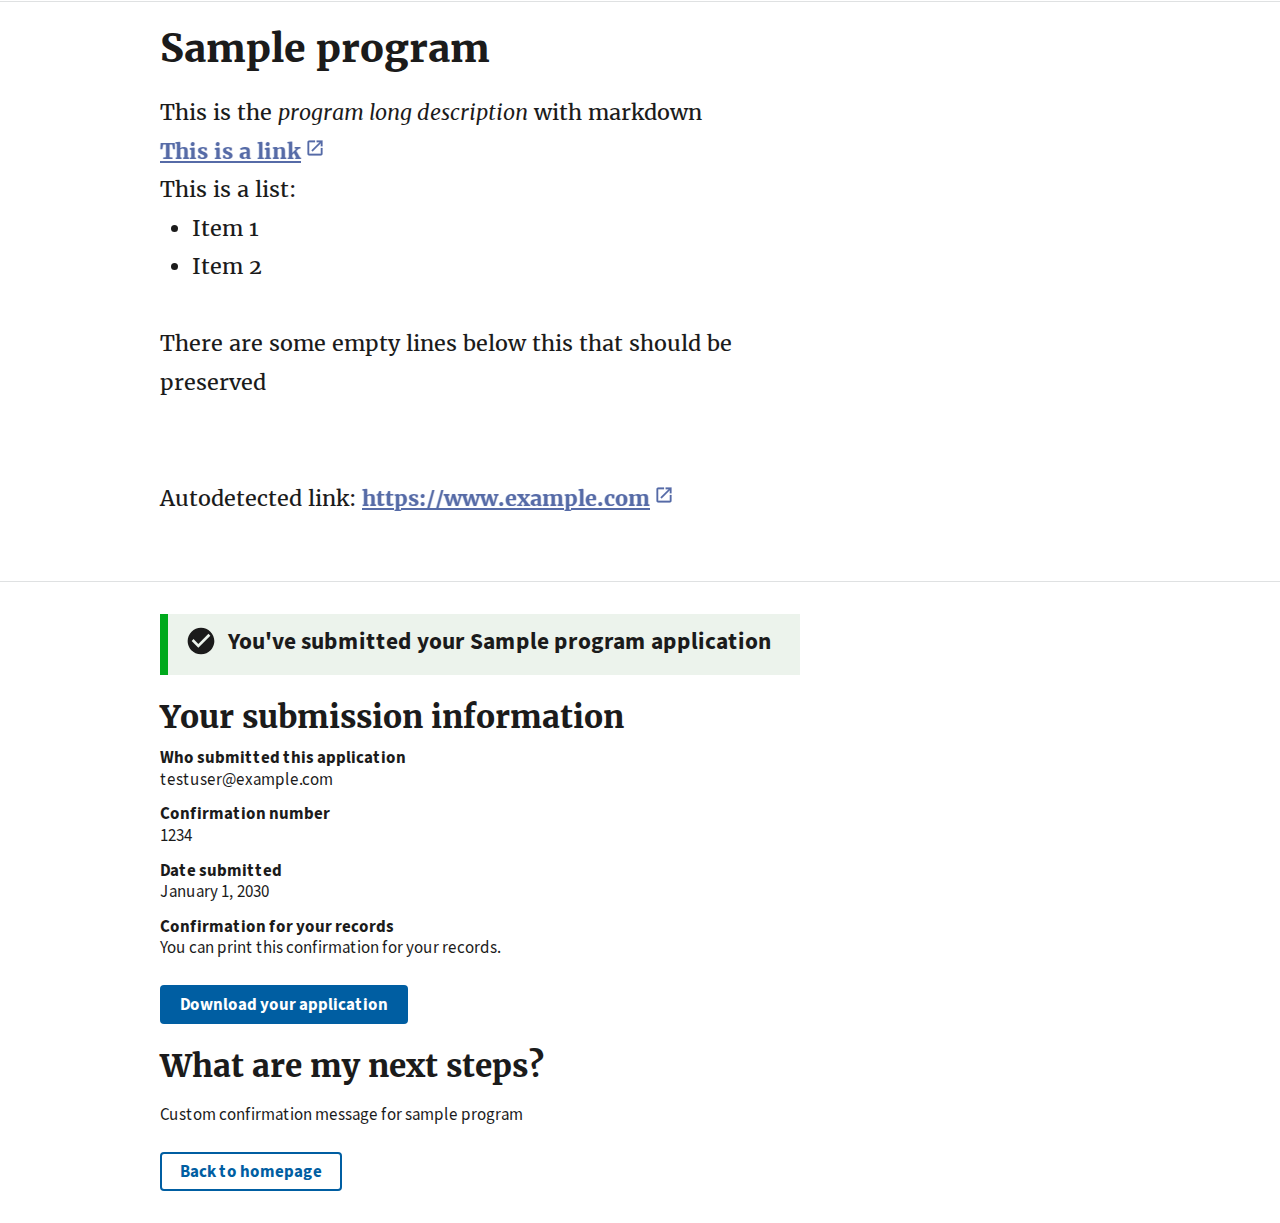 Sample program
This is the program long description with markdown
This is a link
This is a list:
• Item 1
• Item 2
There are some empty lines below this that should be
preserved
Autodetected link: https://www.example.com
You've submitted your Sample program application
Your submission information
Who submitted this application
testuser@example.com
Confirmation number
1234
Date submitted
January 1, 2030
Confirmation for your records
You can print this confirmation for your records.
Download your application
What are my next steps?
Custom confirmation message for sample program
Back to homepage